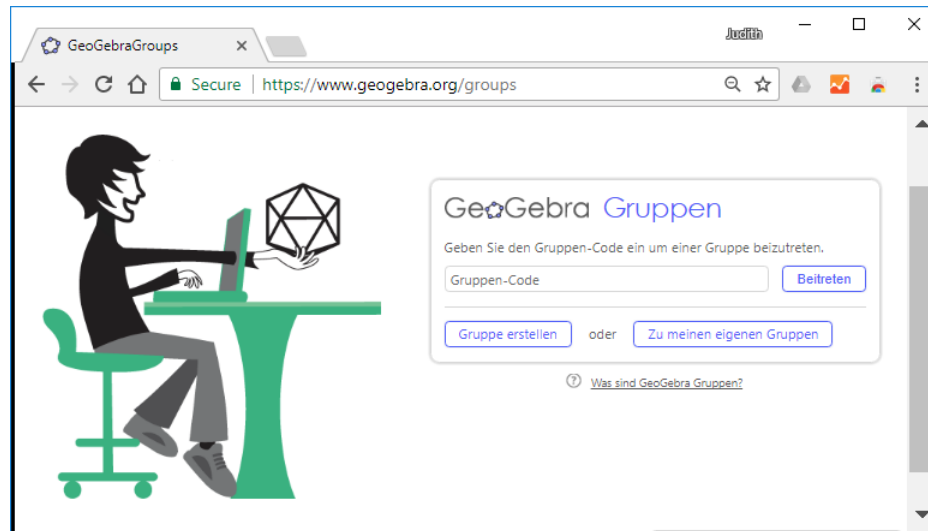 Judith
GeoGebraGroups
Secure https://www.geogebra.org/groups
GeoGebra Gruppen
Geben Sie den Gruppen-Code ein um einer Gruppe beizutreten.
Gruppen-Code Beitreten
Gruppe erstellen oder Zu meinen eigenen Gruppen
? Was sind GeoGebra Gruppen?